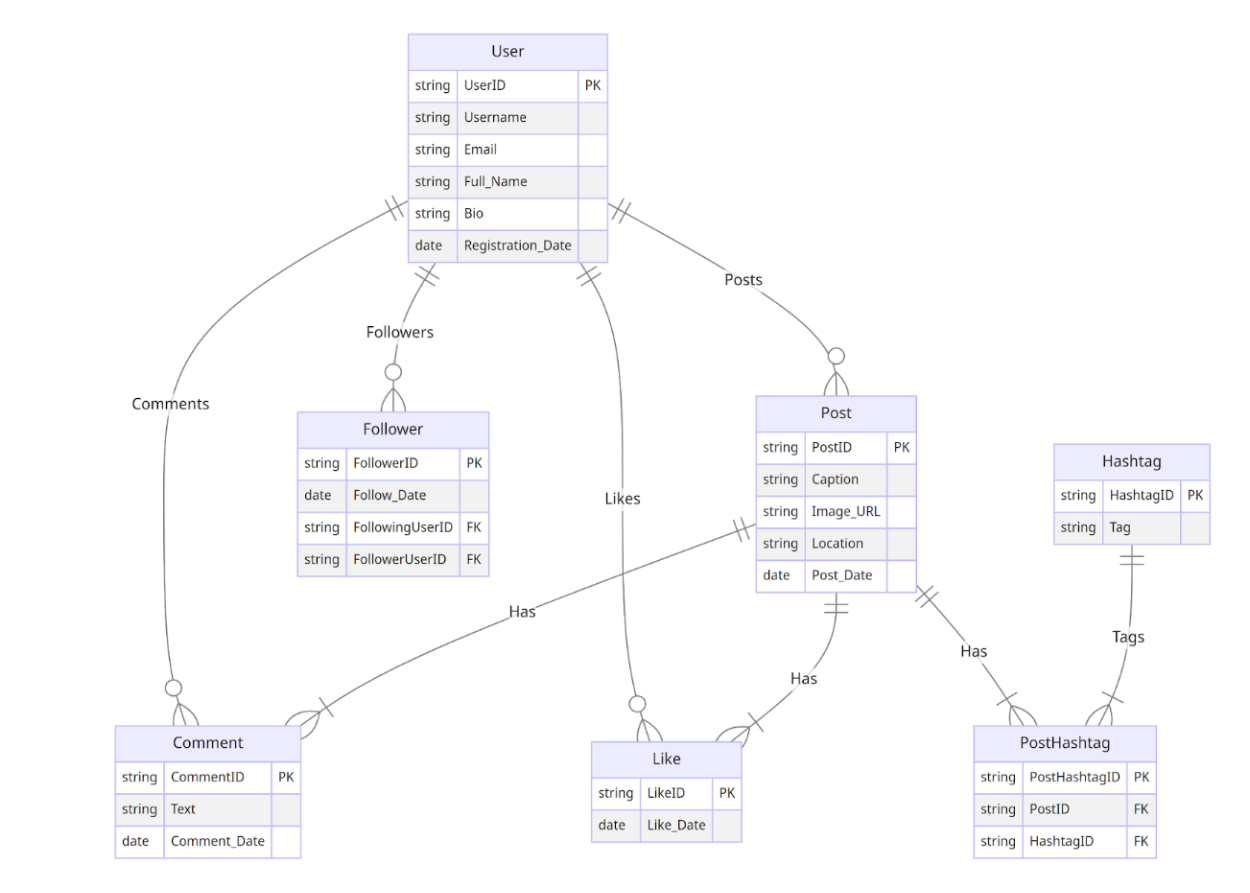 User
string UserID PK
string Username
string Email
string Full_Name
string Bio
date Registration_Date
Posts
Followers
Comments
Follower
string FollowerID PK
date Follow_Date
string FollowingUserID FK
string FollowerUserID FK
Likes
Post
string PostID PK
string Caption
string Image_URL
string Location
date Post_Date
Hashtag
string HashtagID PK
string Tag
Has
Has
Has
Tags
Comment
string CommentID PK
string Text
date Comment_Date
Like
string LikeID PK
date Like_Date
PostHashtag
string PostHashtagID PK
string PostID FK
string HashtagID FK